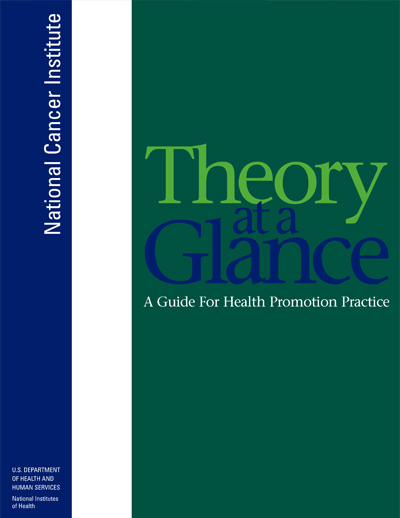 National Cancer Institute
Theory
at a
Glance
A Guide For Health Promotion Practice
U.S. DEPARTMENT
OF HEALTH AND
HUMAN SERVICES
National Institutes
of Health